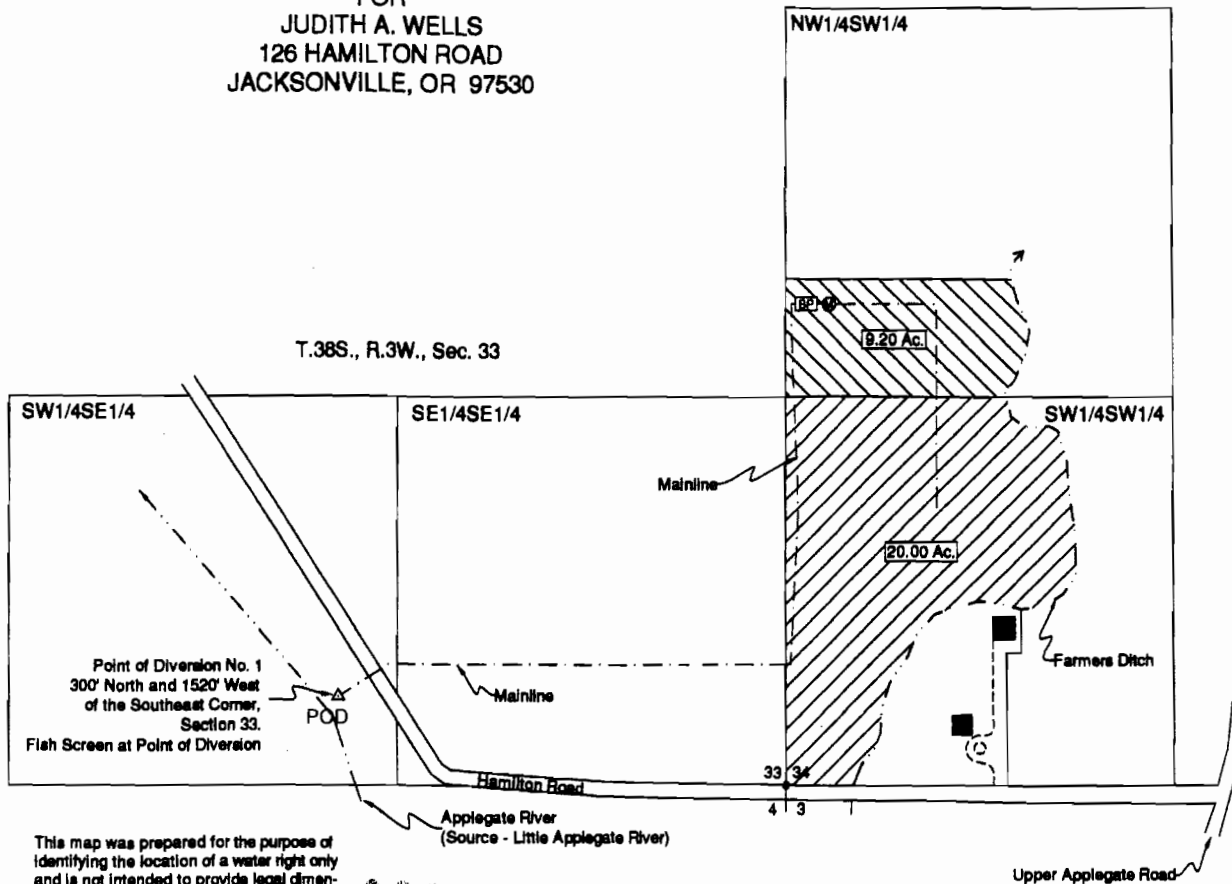 FOR
JUDITH A. WELLS
126 HAMILTON ROAD
JACKSONVILLE, OR 97530
NW1/4SW1/4
BP M
9.20 Ac.
T.38S., R.3W., Sec. 33
SW1/4SE1/4
SE1/4SE1/4
SW1/4SW1/4
Mainline
20.00 Ac.
Point of Diversion No. 1
300' North and 1520' West
of the Southeast Corner,
Section 33.
Fish Screen at Point of Diversion
POD
Mainline
Farmers Ditch
33 34
4 3
Hamilton Road
Applegate River
(Source - Little Applegate River)
Upper Applegate Road
This map was prepared for the purpose of
identifying the location of a water right only
and is not intended to provide legal dimen-